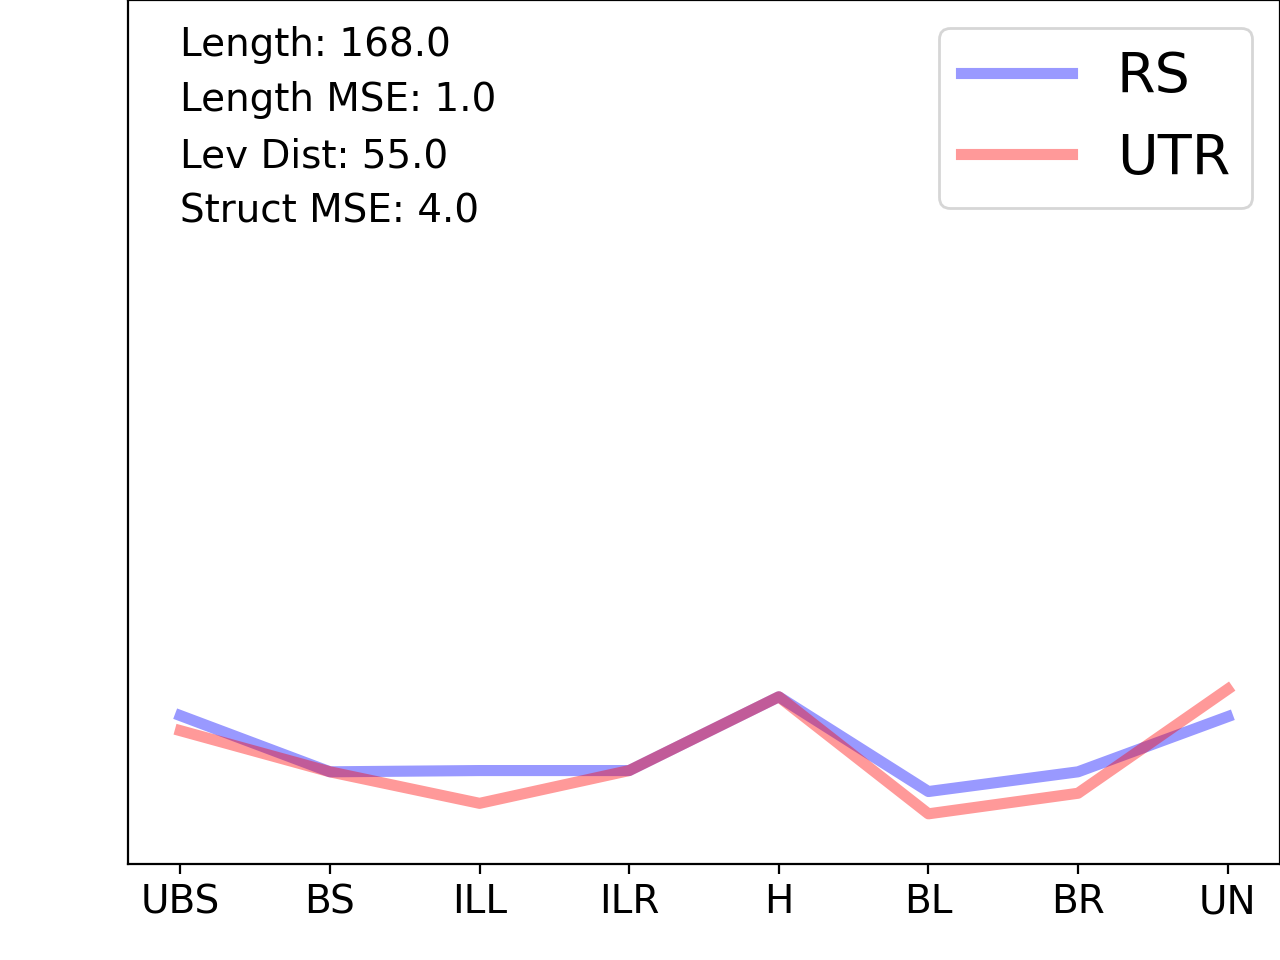 Length: 168.0
Length MSE: 1.0
Lev Dist: 55.0
Struct MSE: 4.0
RS
UTR
UBS BS ILL ILR H BL BR UN